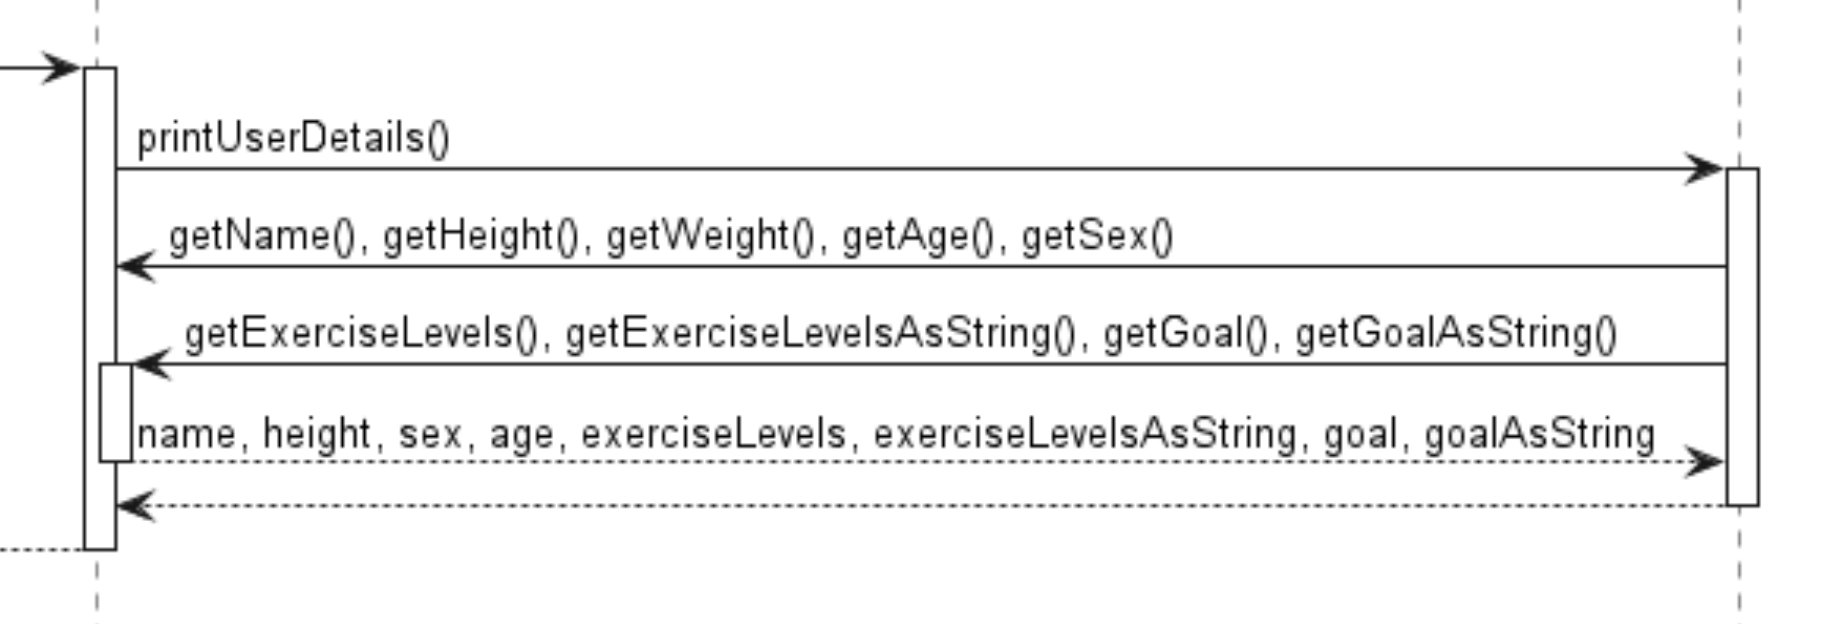 printUserDetails()
getName(), getHeight(), getWeight(), getAge(), getSex()
getExerciseLevels(), getExerciseLevelsAsString(), getGoal(), getGoalAsString()
name, height, sex, age, exerciseLevels, exerciseLevelsAsString, goal, goalAsString